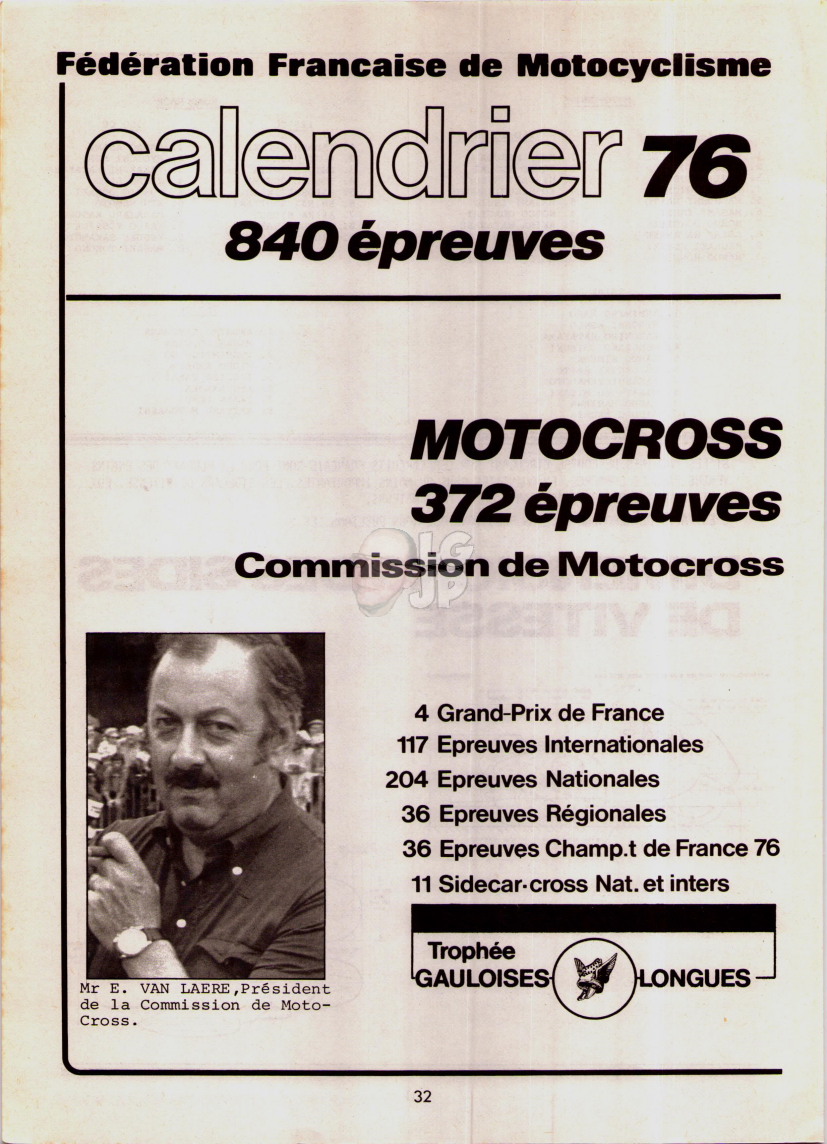 Fédération Francaise de Motocyclisme
calendrier 76
840 épreuves
MOTOCROSS
372 épreuves
Commission de Motocross
JG
JP
4 Grand-Prix de France
117 Epreuves Internationales
204 Epreuves Nationales
36 Epreuves Régionales
36 Epreuves Champ.t de France 76
11 Sidecar-cross Nat. et inters
Trophée
GAULOISES LONGUES
Mr E. VAN LAERE,Président
de la Commission de Moto-
Cross.
32